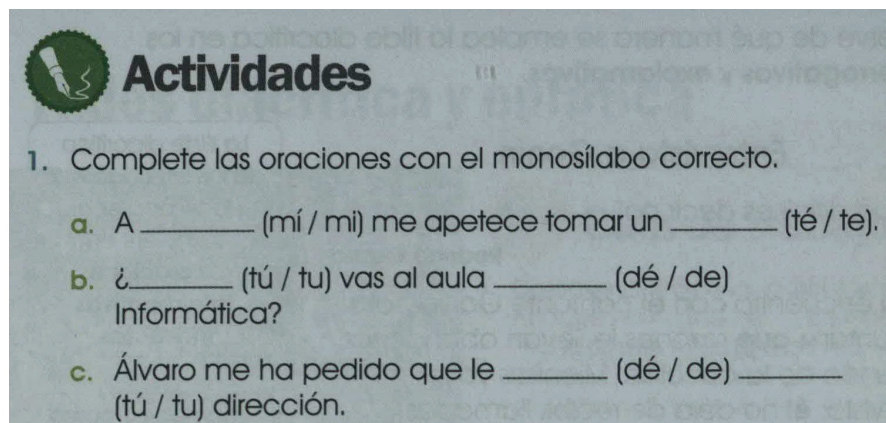 Actividades
1. Complete las oraciones con el monosílabo correcto.
a. A ________ (mí / mi) me apetece tomar un ________ (té / te).
b. ¿________ (tú / tu) vas al aula ________ (dé / de)
Informática?
c. Álvaro me ha pedido que le ________ (dé / de) ________
(tú / tu) dirección.